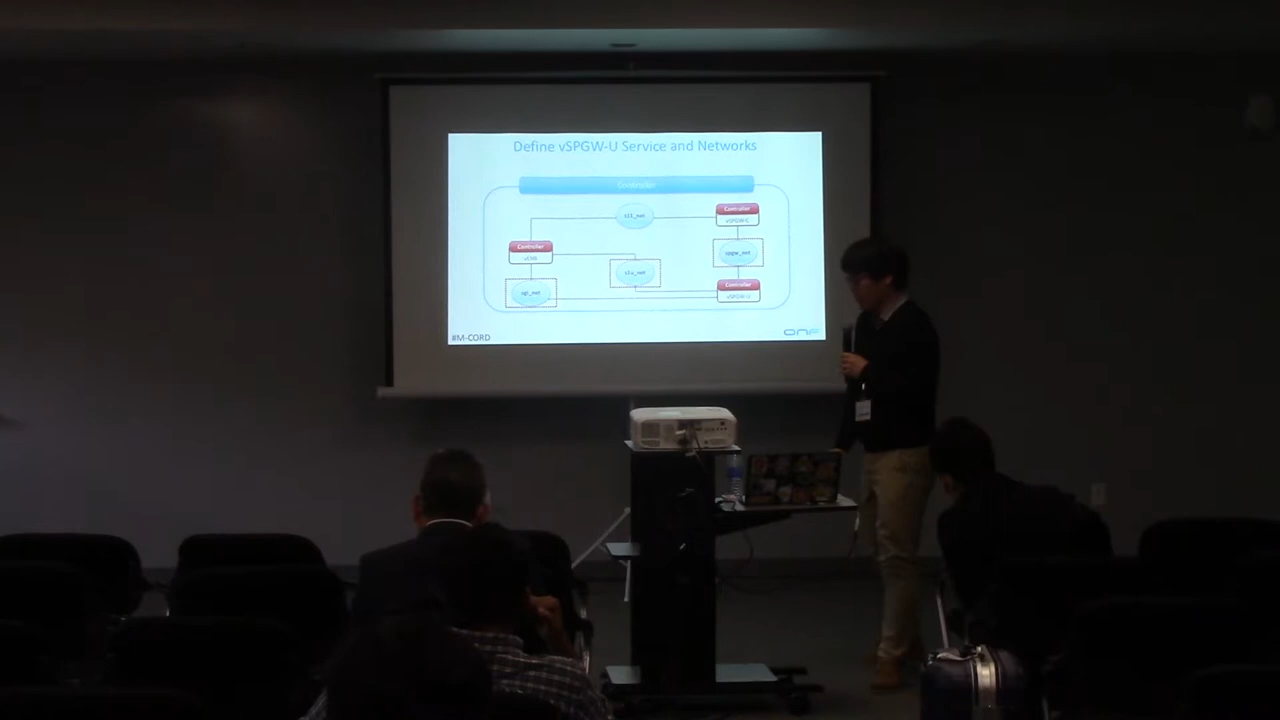 Define vSPGW-U Service and Networks
Controller
s11_net
Controller
vSPGW-C
Controller
vENB
spgw_net
s1u_net
Controller
vSPGW-U
sgi_net
#M-CORD
ONF